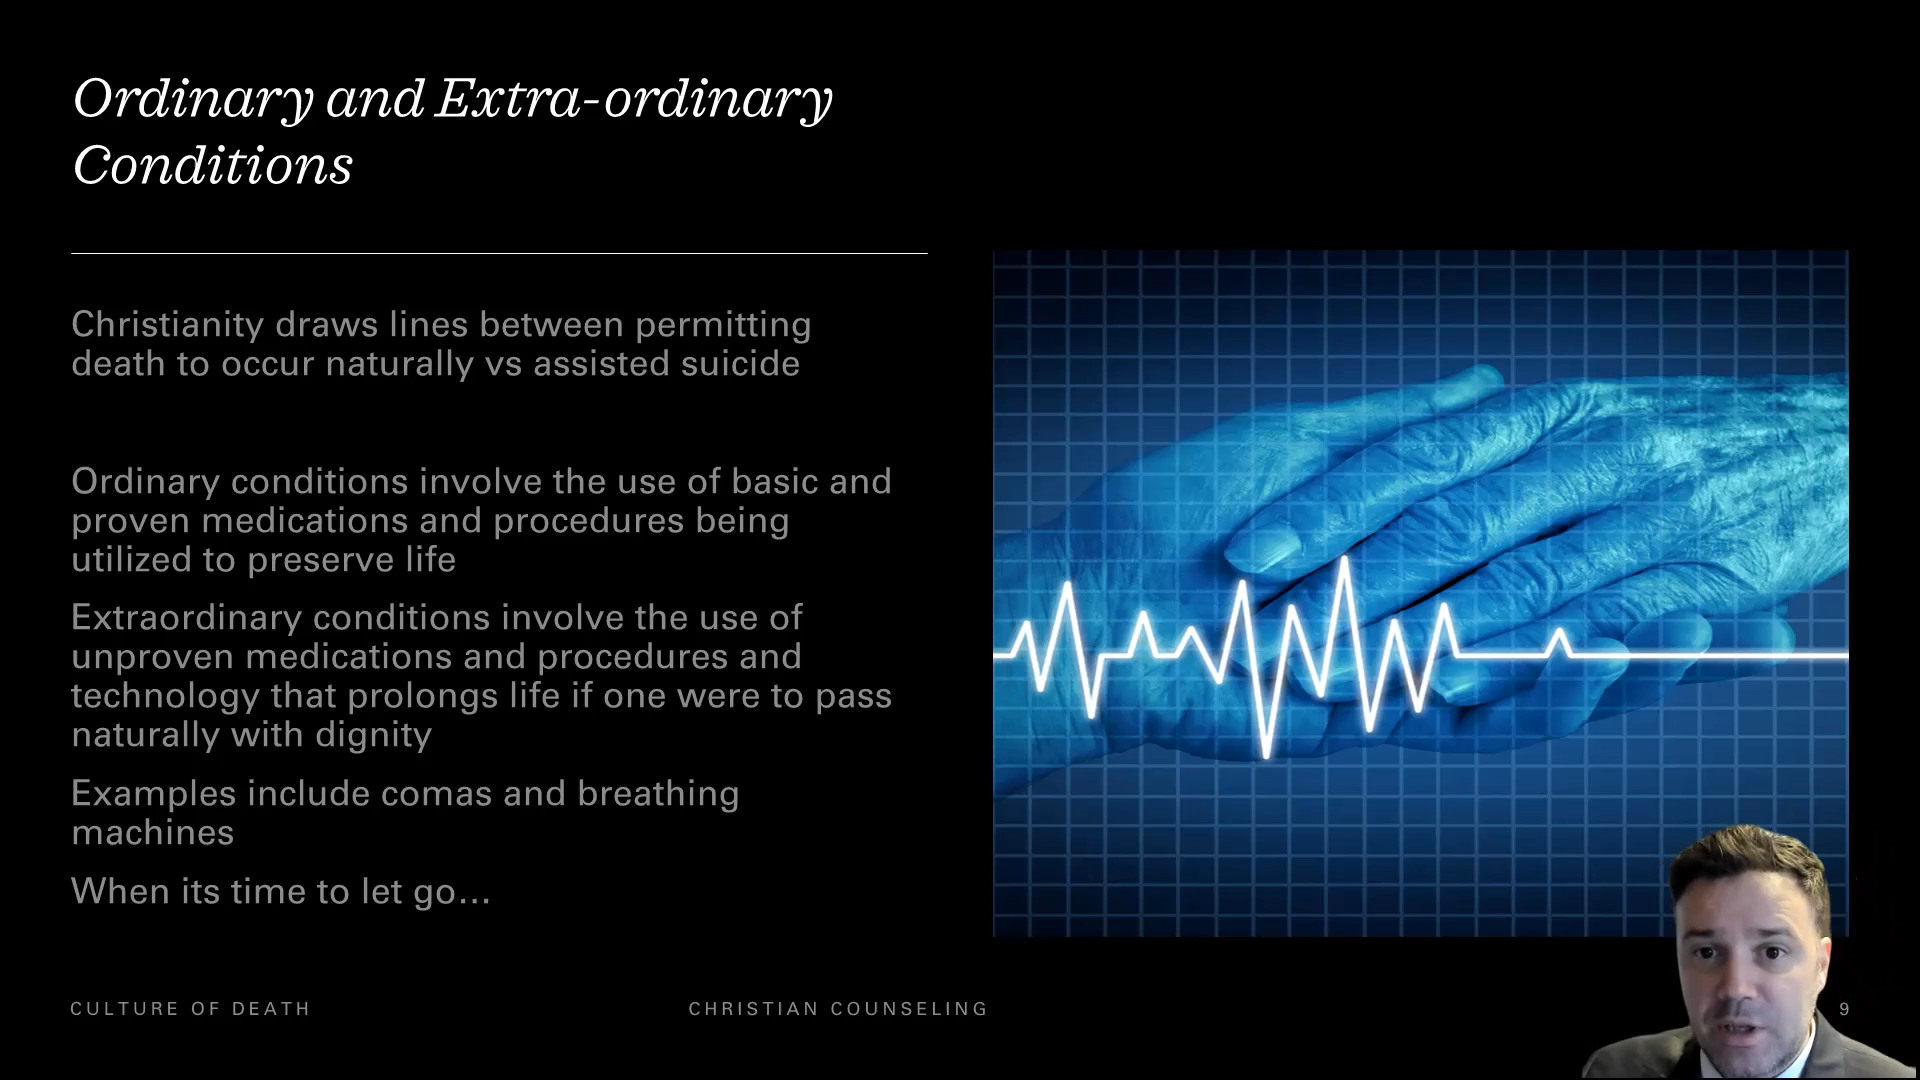 Ordinary and Extra-ordinary
Conditions
Christianity draws lines between permitting
death to occur naturally vs assisted suicide
Ordinary conditions involve the use of basic and
proven medications and procedures being
utilized to preserve life
Extraordinary conditions involve the use of
unproven medications and procedures and
technology that prolongs life if one were to pass
naturally with dignity
Examples include comas and breathing
machines
When its time to let go...
CULTURE OF DEATH
CHRISTIAN COUNSELING
9